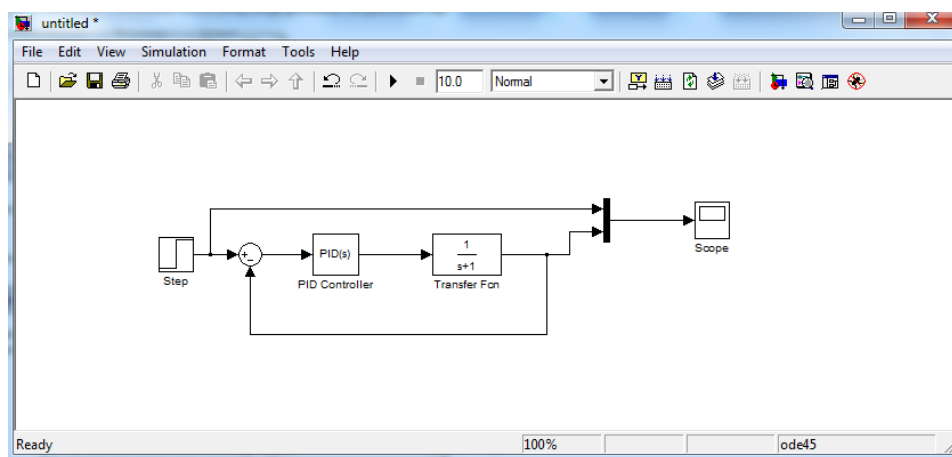 untitled *
File Edit View Simulation Format Tools Help
10.0 Normal
Step
+
-
PID(s)
PID Controller
1
s+1
Transfer Fcn
Scope
Ready 100% ode45